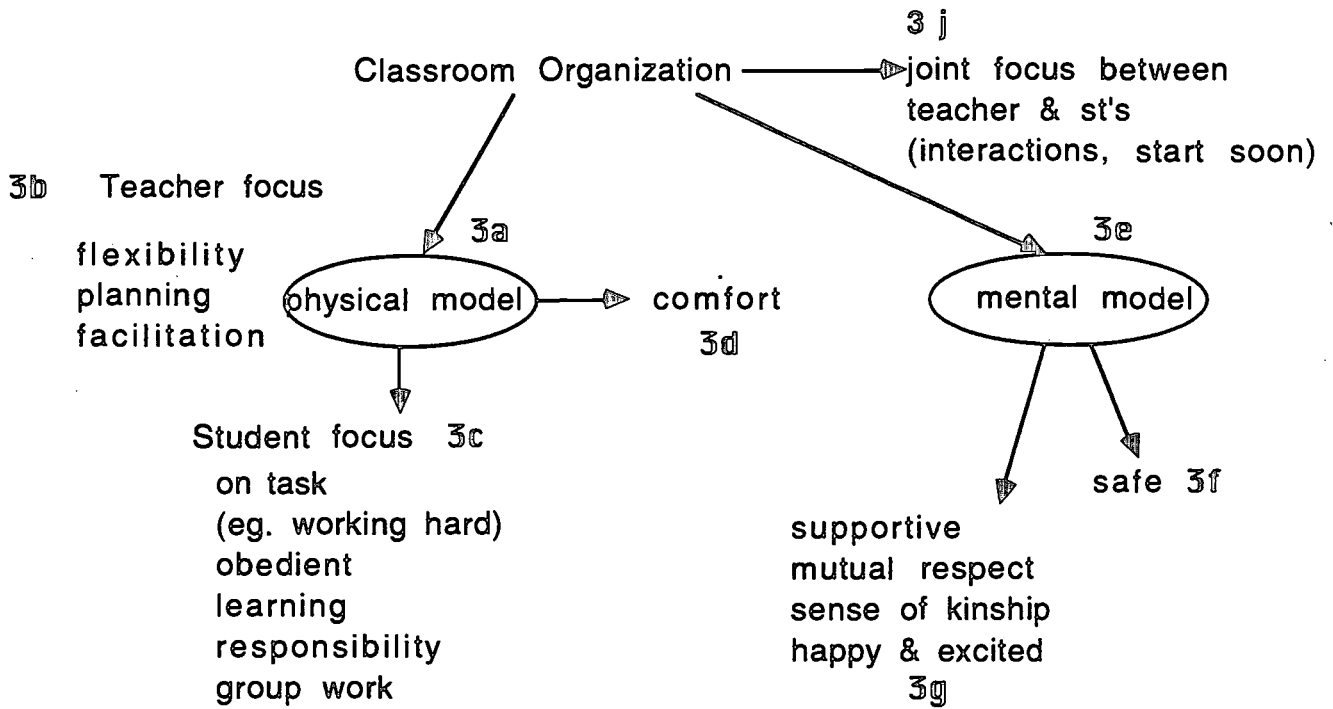 3 j
Classroom Organization
joint focus between
teacher & st's
(interactions, start soon)
3b Teacher focus
flexibility
planning
facilitation
3a
physical model
comfort
3d
3e
mental model
Student focus 3c
on task
(eg. working hard)
obedient
learning
responsibility
group work
safe 3f
supportive
mutual respect
sense of kinship
happy & excited
3g